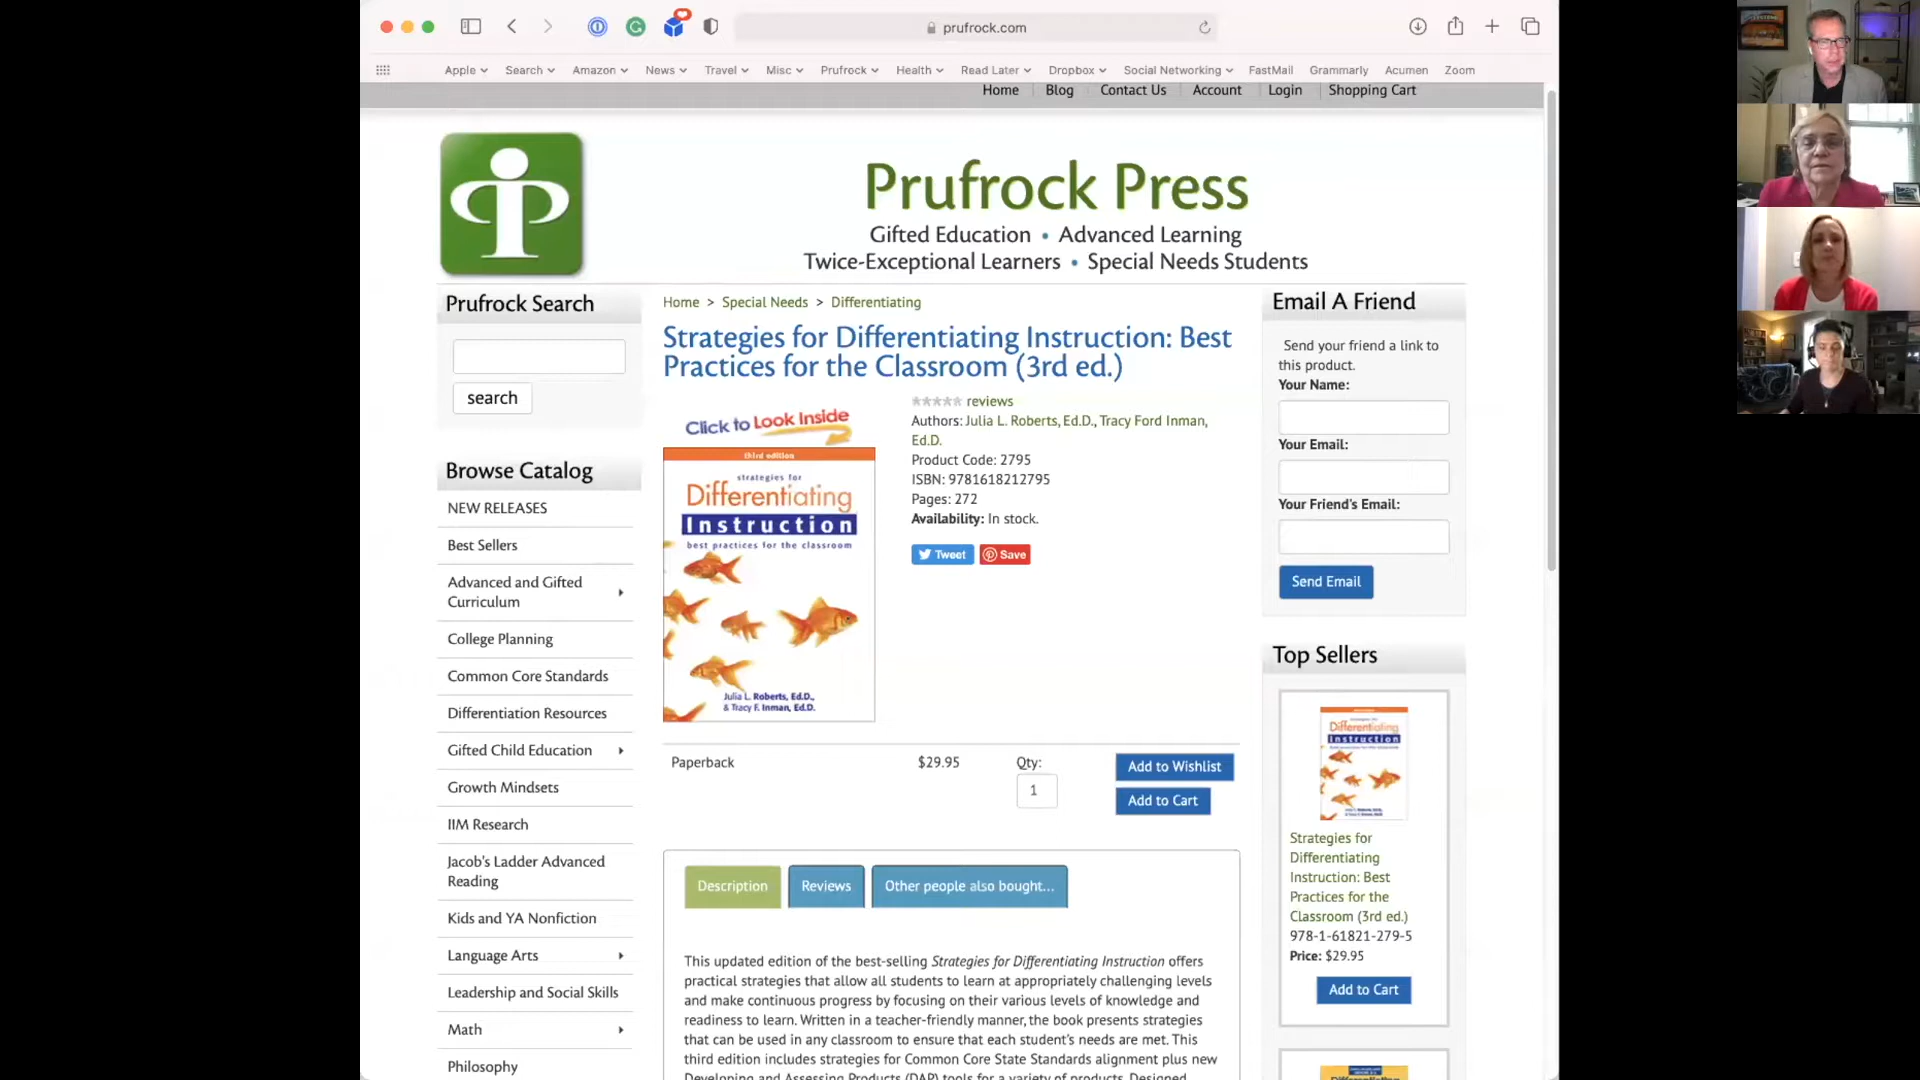 prufrock.com
Apple
Search
Amazon
News
Travel
Misc
Prufrock
Health
Read Later
Dropbox
Social Networking
FastMail
Grammarly
Acumen
Zoom
Home
Blog
Contact Us
Account
Login
Shopping Cart
Prufrock Press
Gifted Education • Advanced Learning
Twice-Exceptional Learners • Special Needs Students
Prufrock Search
search
Browse Catalog
NEW RELEASES
Best Sellers
Advanced and Gifted
Curriculum
College Planning
Common Core Standards
Differentiation Resources
Gifted Child Education
Growth Mindsets
IIM Research
Jacob's Ladder Advanced
Reading
Kids and YA Nonfiction
Language Arts
Leadership and Social Skills
Math
Philosophy
Home > Special Needs > Differentiating
Strategies for Differentiating Instruction: Best
Practices for the Classroom (3rd ed.)
Click to Look Inside
third edition
strategies for
Differentiating
Instruction
best practices for the classroom
Julia L. Roberts, Ed.D.,
& Tracy F. Inman, Ed.D.
reviews
Authors: Julia L. Roberts, Ed.D., Tracy Ford Inman,
Ed.D.
Product Code: 2795
ISBN: 9781618212795
Pages: 272
Availability: In stock.
Tweet
Save
Paperback
$29.95
Qty:
1
Add to Wishlist
Add to Cart
Description
Reviews
Other people also bought...
This updated edition of the best-selling Strategies for Differentiating Instruction offers
practical strategies that allow all students to learn at appropriately challenging levels
and make continuous progress by focusing on their various levels of knowledge and
readiness to learn. Written in a teacher-friendly manner, the book presents strategies
that can be used in any classroom to ensure that each student's needs are met. This
third edition includes strategies for Common Core State Standards alignment plus new
Developing and Assessing Products (DAP) tools for a variety of products. Designed
Email A Friend
Send your friend a link to
this product.
Your Name:
Your Email:
Your Friend's Email:
Send Email
Top Sellers
Differentiating
Instruction
Strategies for
Differentiating
Instruction: Best
Practices for the
Classroom (3rd ed.)
978-1-61821-279-5
Price: $29.95
Add to Cart